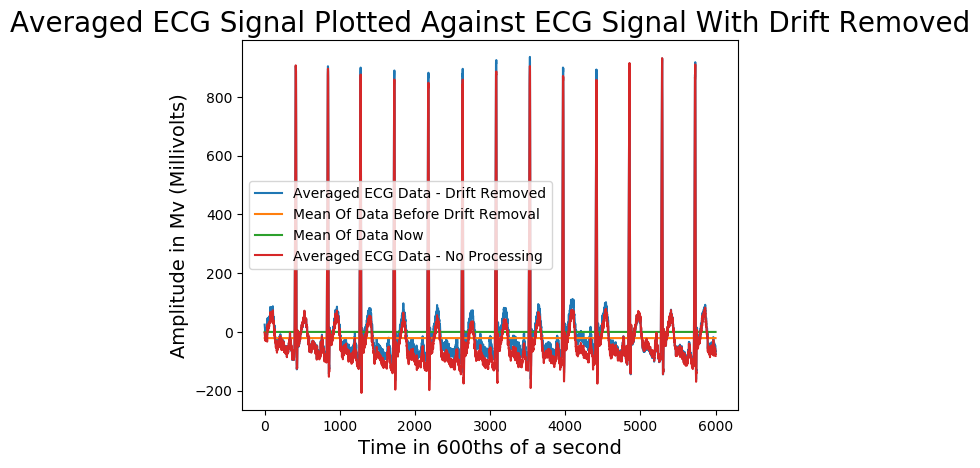 Averaged ECG Signal Plotted Against ECG Signal With Drift Removed
Amplitude in Mv (Millivolts)
800
600
400
200
0
−200
Averaged ECG Data - Drift Removed
Mean Of Data Before Drift Removal
Mean Of Data Now
Averaged ECG Data - No Processing
0 1000 2000 3000 4000 5000 6000
Time in 600ths of a second